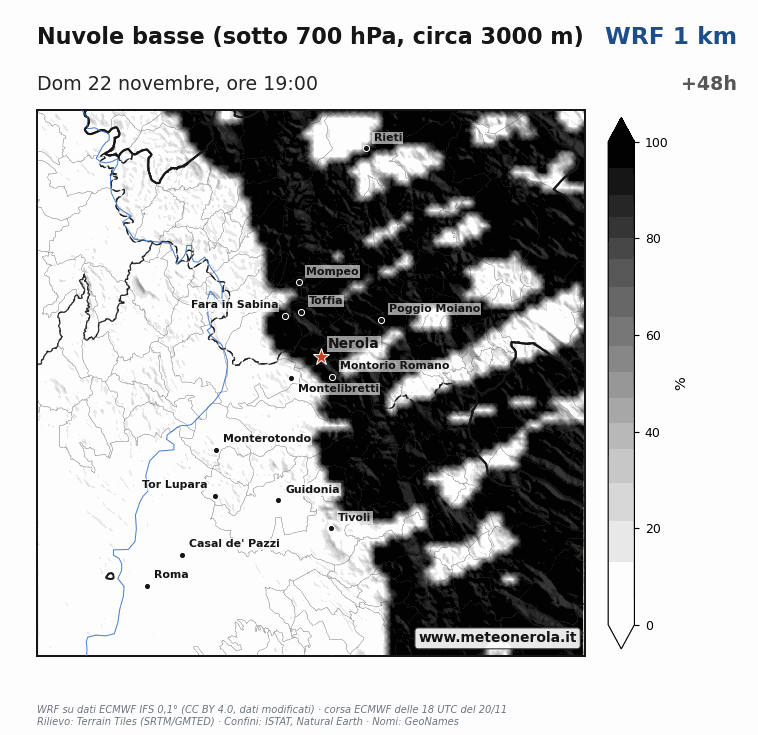 Nuvole basse (sotto 700 hPa, circa 3000 m) WRF 1 km
Dom 22 novembre, ore 19:00 +48h
Rieti
100
80
60
40
20
0
%
Mompeo
Toffia
Fara in Sabina
Poggio Moiano
Nerola
Montorio Romano
Montelibretti
Monterotondo
Tor Lupara
Guidonia
Tivoli
Casal de' Pazzi
Roma
www.meteonerola.it
WRF su dati ECMWF IFS 0,1° (CC BY 4.0, dati modificati) · corsa ECMWF delle 18 UTC del 20/11
Rilievo: Terrain Tiles (SRTM/GMTED) · Confini: ISTAT, Natural Earth · Nomi: GeoNames